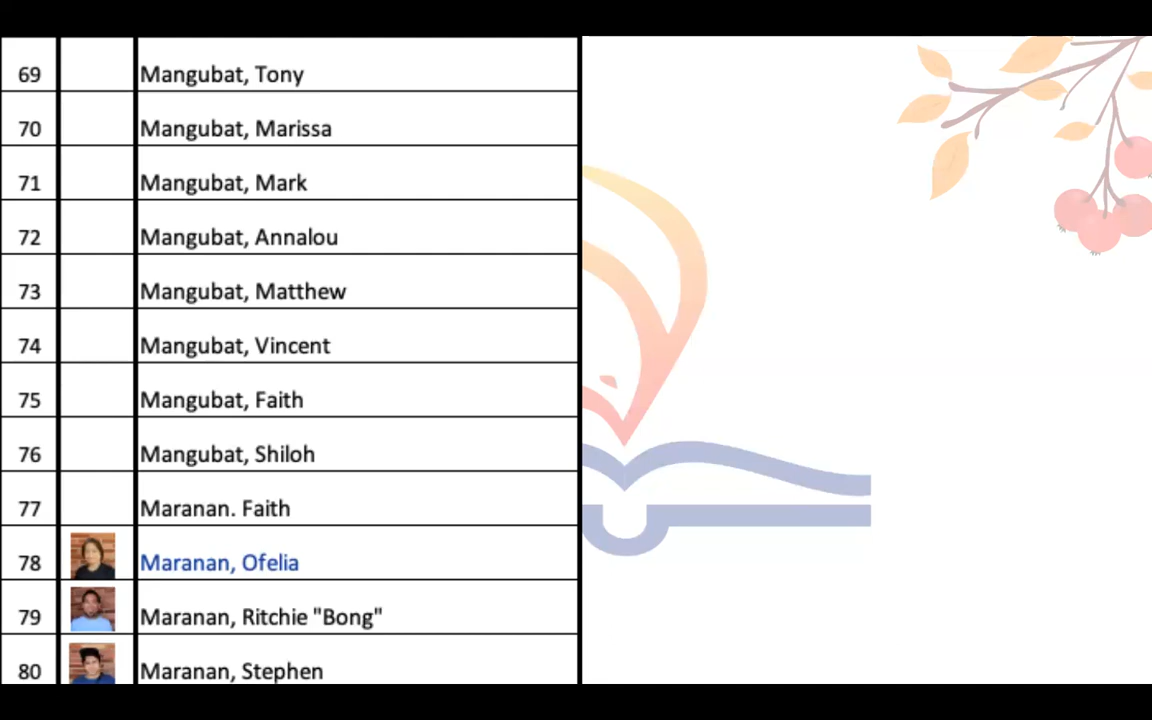 69 Mangubat, Tony
70 Mangubat, Marissa
71 Mangubat, Mark
72 Mangubat, Annalou
73 Mangubat, Matthew
74 Mangubat, Vincent
75 Mangubat, Faith
76 Mangubat, Shiloh
77 Maranan. Faith
78 Maranan, Ofelia
79 Maranan, Ritchie "Bong"
80 Maranan, Stephen